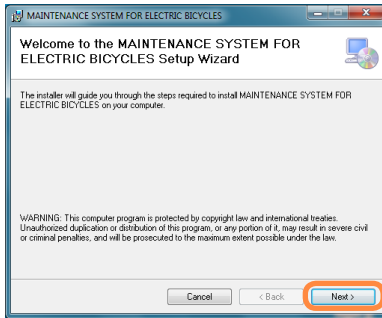 MAINTENANCE SYSTEM FOR ELECTRIC BICYCLES
Welcome to the MAINTENANCE SYSTEM FOR
ELECTRIC BICYCLES Setup Wizard
The installer will guide you through the steps required to install MAINTENANCE SYSTEM FOR
ELECTRIC BICYCLES on your computer.
WARNING: This computer program is protected by copyright law and international treaties.
Unauthorized duplication or distribution of this program, or any portion of it, may result in severe civil
or criminal penalties, and will be prosecuted to the maximum extent possible under the law.
Cancel
< Back
Next >